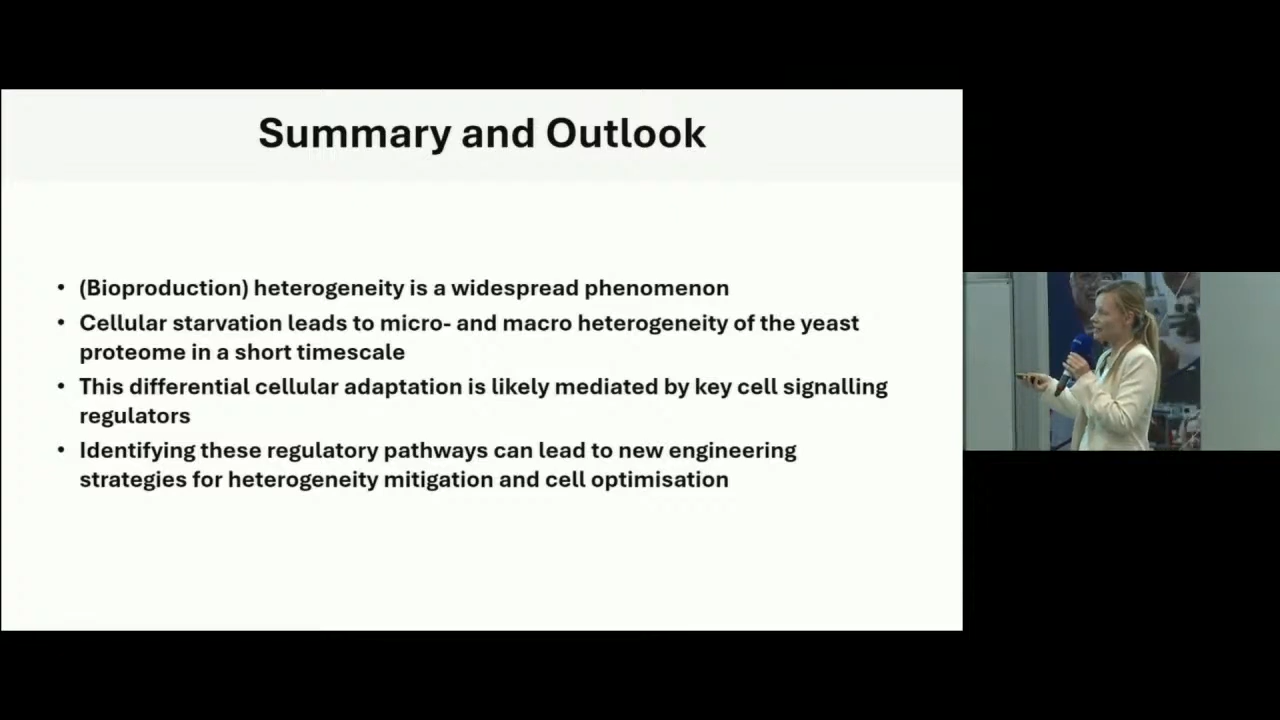 Summary and Outlook
• (Bioproduction) heterogeneity is a widespread phenomenon
• Cellular starvation leads to micro- and macro heterogeneity of the yeast
proteome in a short timescale
• This differential cellular adaptation is likely mediated by key cell signalling
regulators
• Identifying these regulatory pathways can lead to new engineering
strategies for heterogeneity mitigation and cell optimisation